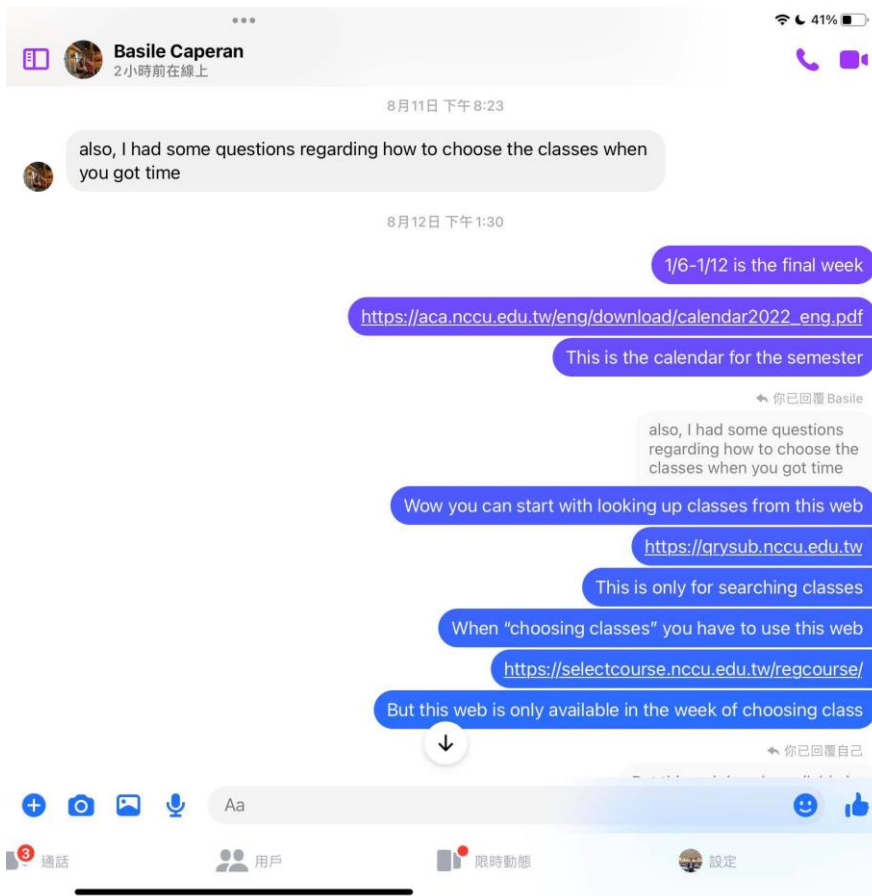 41%
Basile Caperan
2小時前在線上
8月11日 下午 8:23
also, I had some questions regarding how to choose the classes when
you got time
8月12日 下午 1:30
1/6-1/12 is the final week
https://aca.nccu.edu.tw/eng/download/calendar2022_eng.pdf
This is the calendar for the semester
你已回覆 Basile
also, I had some questions
regarding how to choose the
classes when you got time
Wow you can start with looking up classes from this web
https://qrysub.nccu.edu.tw
This is only for searching classes
When “choosing classes” you have to use this web
https://selectcourse.nccu.edu.tw/regcourse/
But this web is only available in the week of choosing class
你已回覆自己
Aa
3
通話
用戶
限時動態
設定